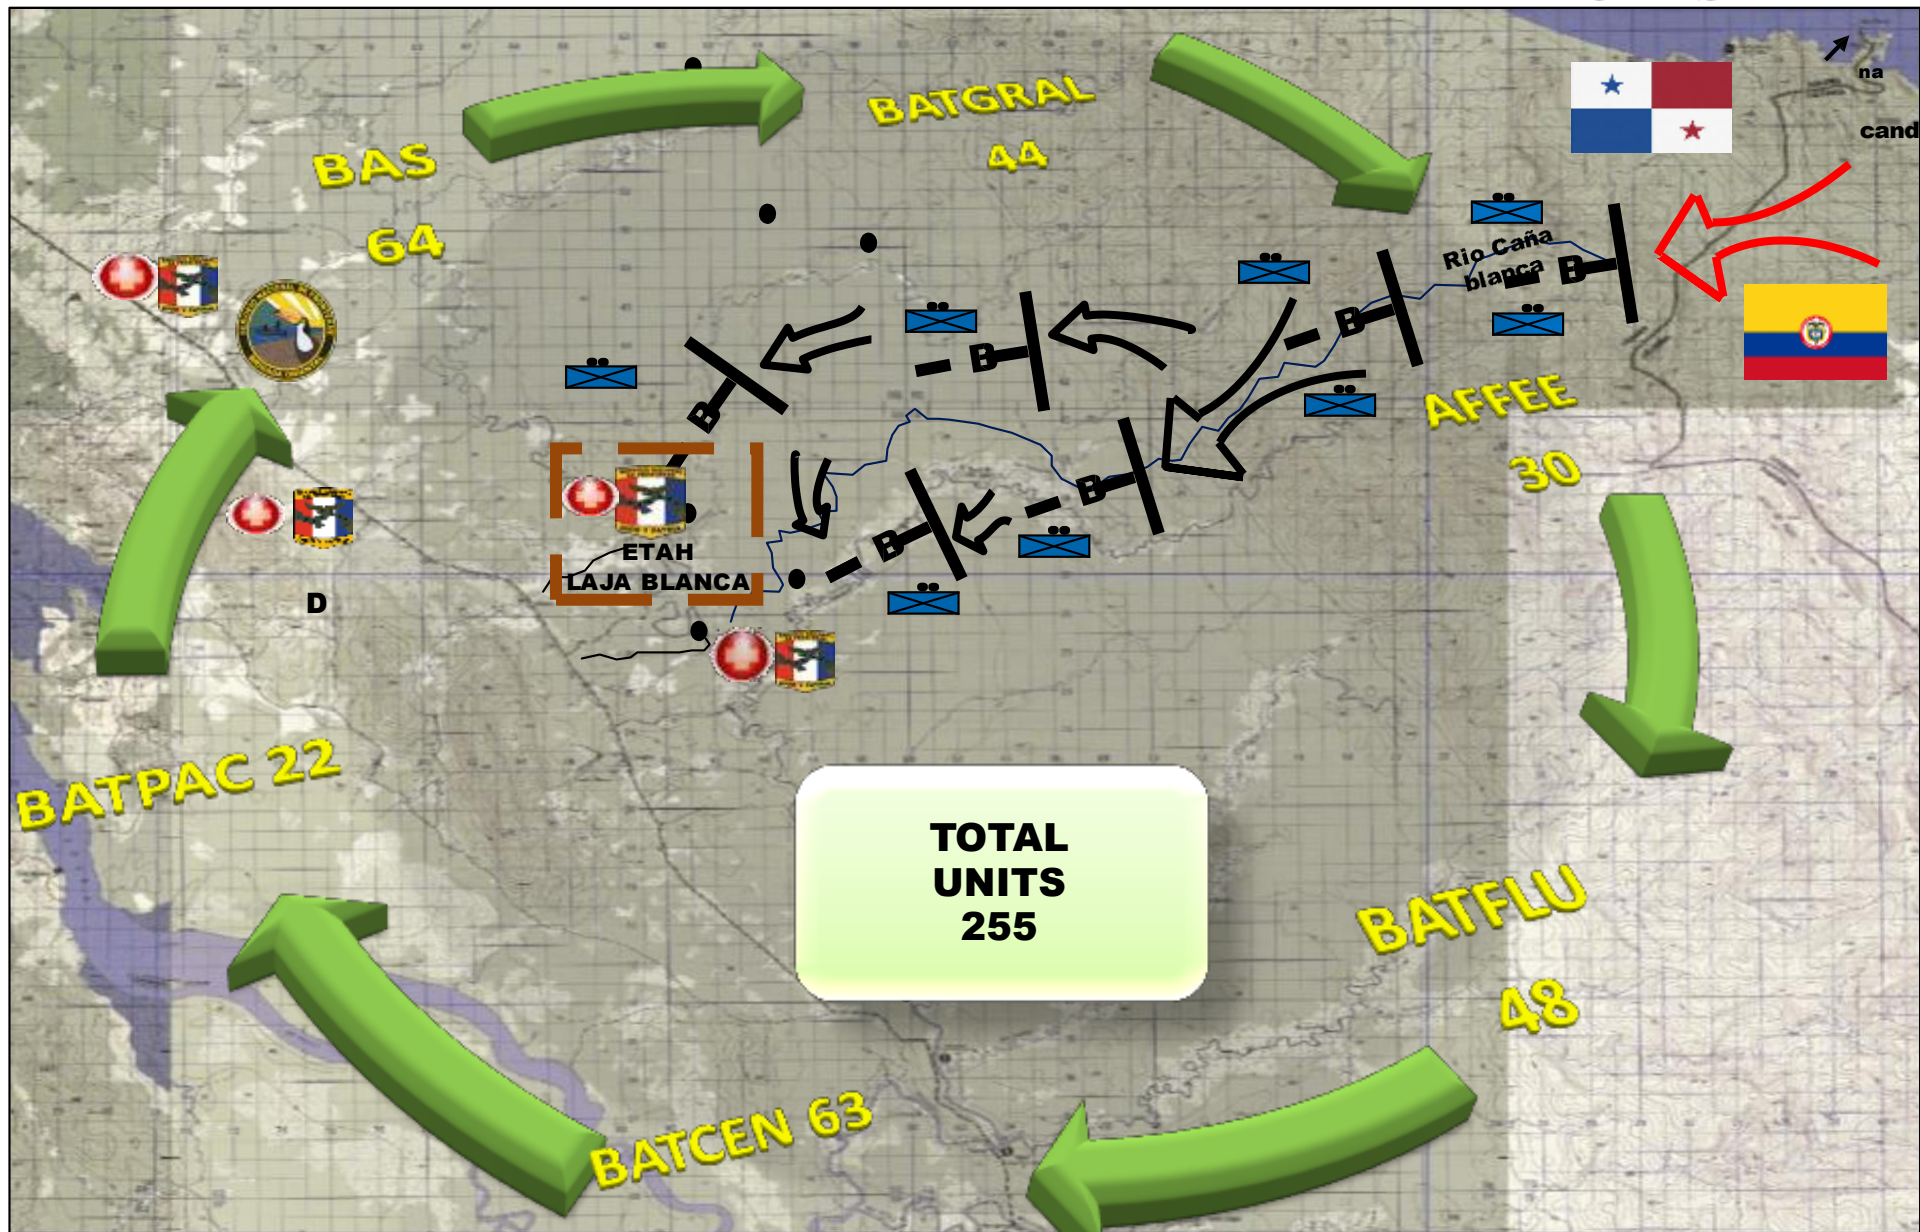 BATGRAL
44
BAS
64
na
cand
Rio Caña
blanca
B
B
B
B
B
B
AFFEE
30
ETAH
LAJA BLANCA
D
BATPAC 22
TOTAL
UNITS
255
BATFLU
48
BATCEN 63